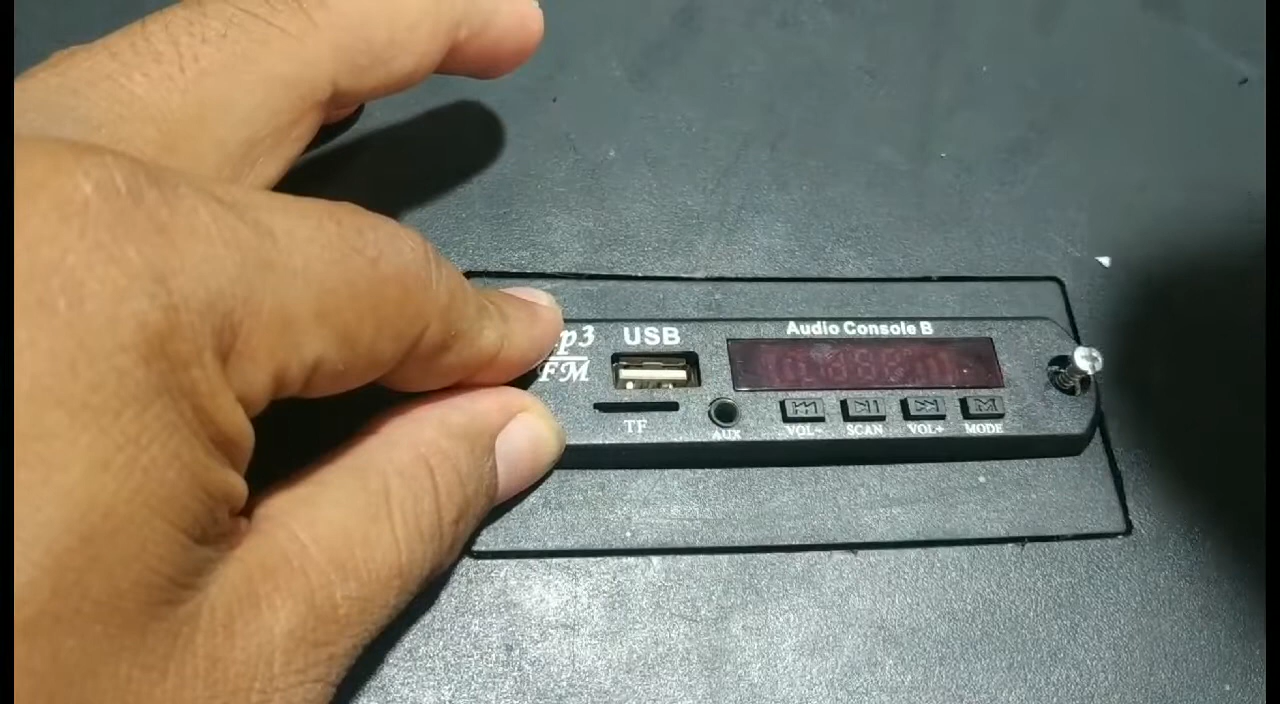 Audio Console B
USB
FM
TF
AUX
VOL-
SCAN
VOL+
MODE